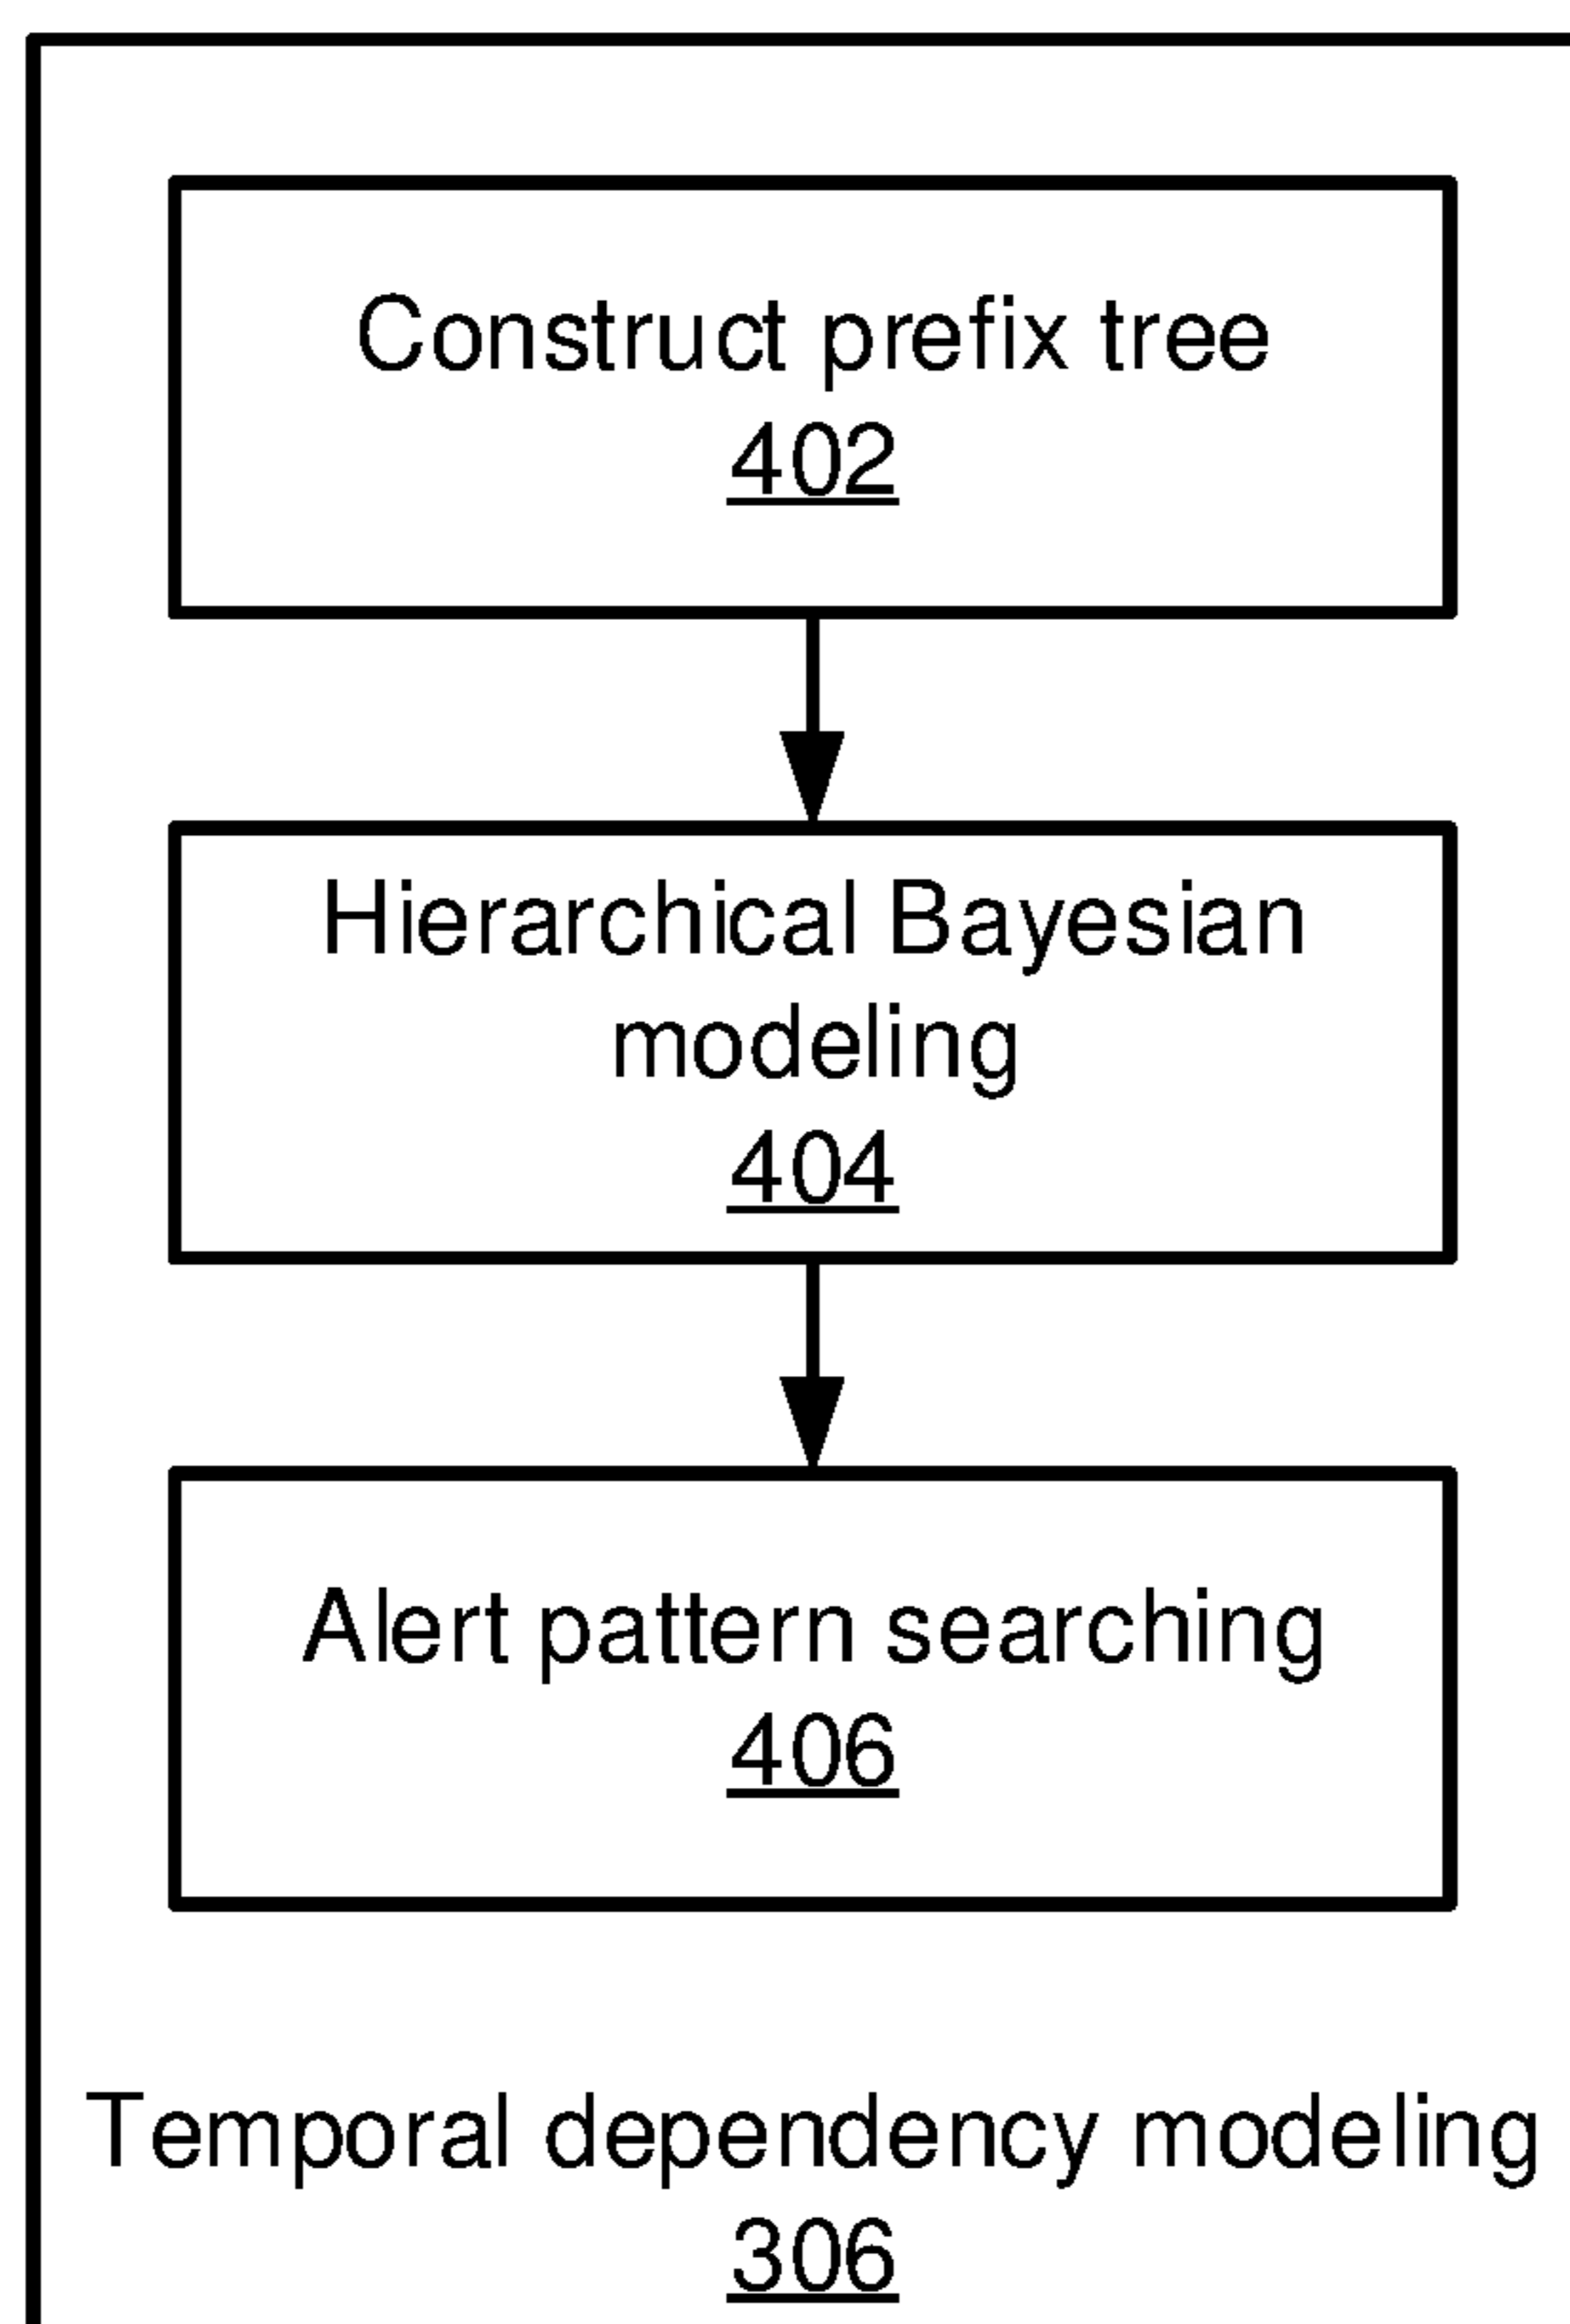 Construct prefix tree
402
Hierarchical Bayesian
modeling
404
Alert pattern searching
406
Temporal dependency modeling
306